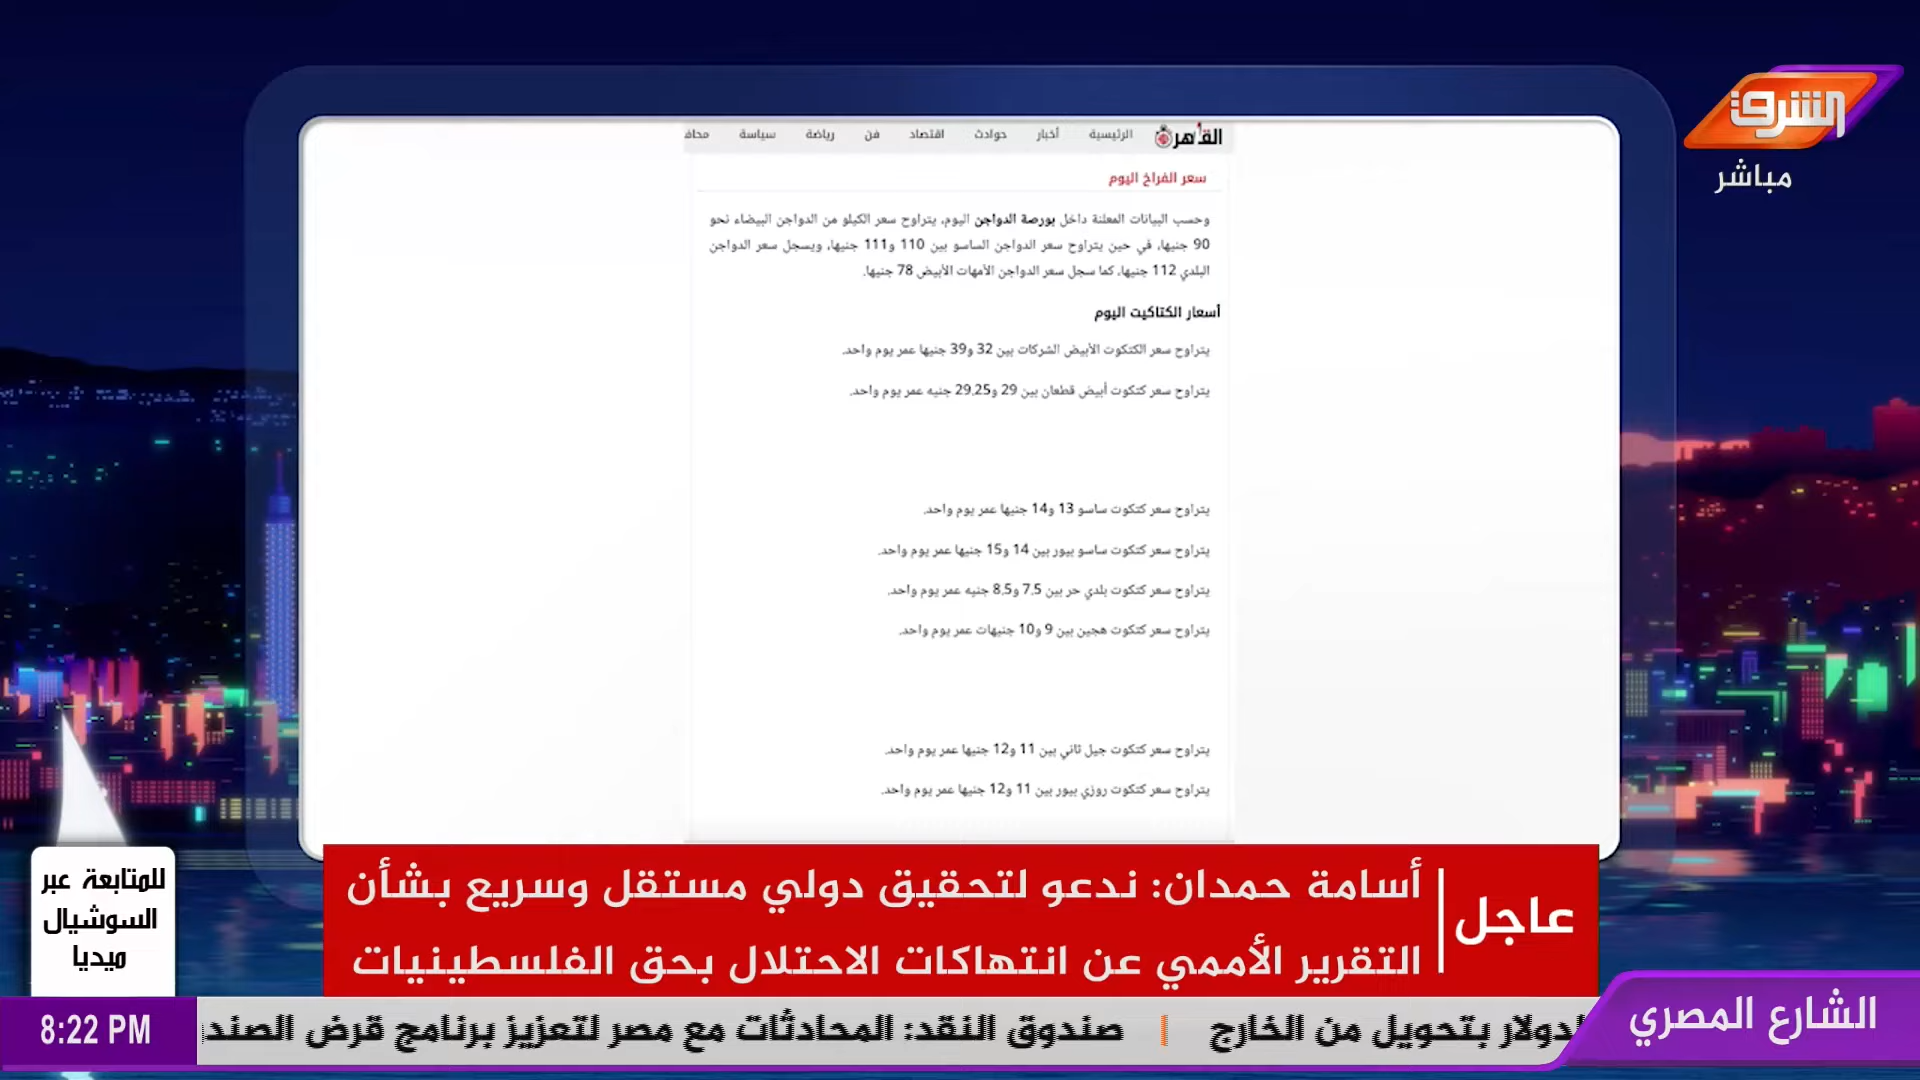 الشرق
مباشر
القاهرة
الرئيسية أخبار حوادث اقتصاد فن رياضة سياسة محاف
سعر الفراخ اليوم
وحسب البيانات المعلنة داخل بورصة الدواجن اليوم، يتراوح سعر الكيلو من الدواجن البيضاء نحو
90 جنيها، في حين يتراوح سعر الدواجن الساسو بين 110 و111 جنيها، ويسجل سعر الدواجن
البلدي 112 جنيها، كما سجل سعر الدواجن الأمهات الأبيض 78 جنيها.
أسعار الكتاكيت اليوم
يتراوح سعر الكتكوت الأبيض الشركات بين 32 و39 جنيها عمر يوم واحد.
يتراوح سعر كتكوت أبيض قطعان بين 29 و29.25 جنيه عمر يوم واحد.
يتراوح سعر كتكوت ساسو 13 و14 جنيها عمر يوم واحد.
يتراوح سعر كتكوت ساسو بيور بين 14 و15 جنيها عمر يوم واحد.
يتراوح سعر كتكوت بلدي حر بين 7.5 و8.5 جنيه عمر يوم واحد.
يتراوح سعر كتكوت هجين بين 9 و10 جنيهات عمر يوم واحد.
يتراوح سعر كتكوت جيل ثاني بين 11 و12 جنيها عمر يوم واحد.
يتراوح سعر كتكوت روزي بيور بين 11 و12 جنيها عمر يوم واحد.
عاجل
أسامة حمدان: ندعو لتحقيق دولي مستقل وسريع بشأن
التقرير الأممي عن انتهاكات الاحتلال بحق الفلسطينيات
للمتابعة عبر
السوشيال
ميديا
الشارع المصري
لدولار بتحويل من الخارج | صندوق النقد: المحادثات مع مصر لتعزيز برنامج قرض الصند
8:22 PM